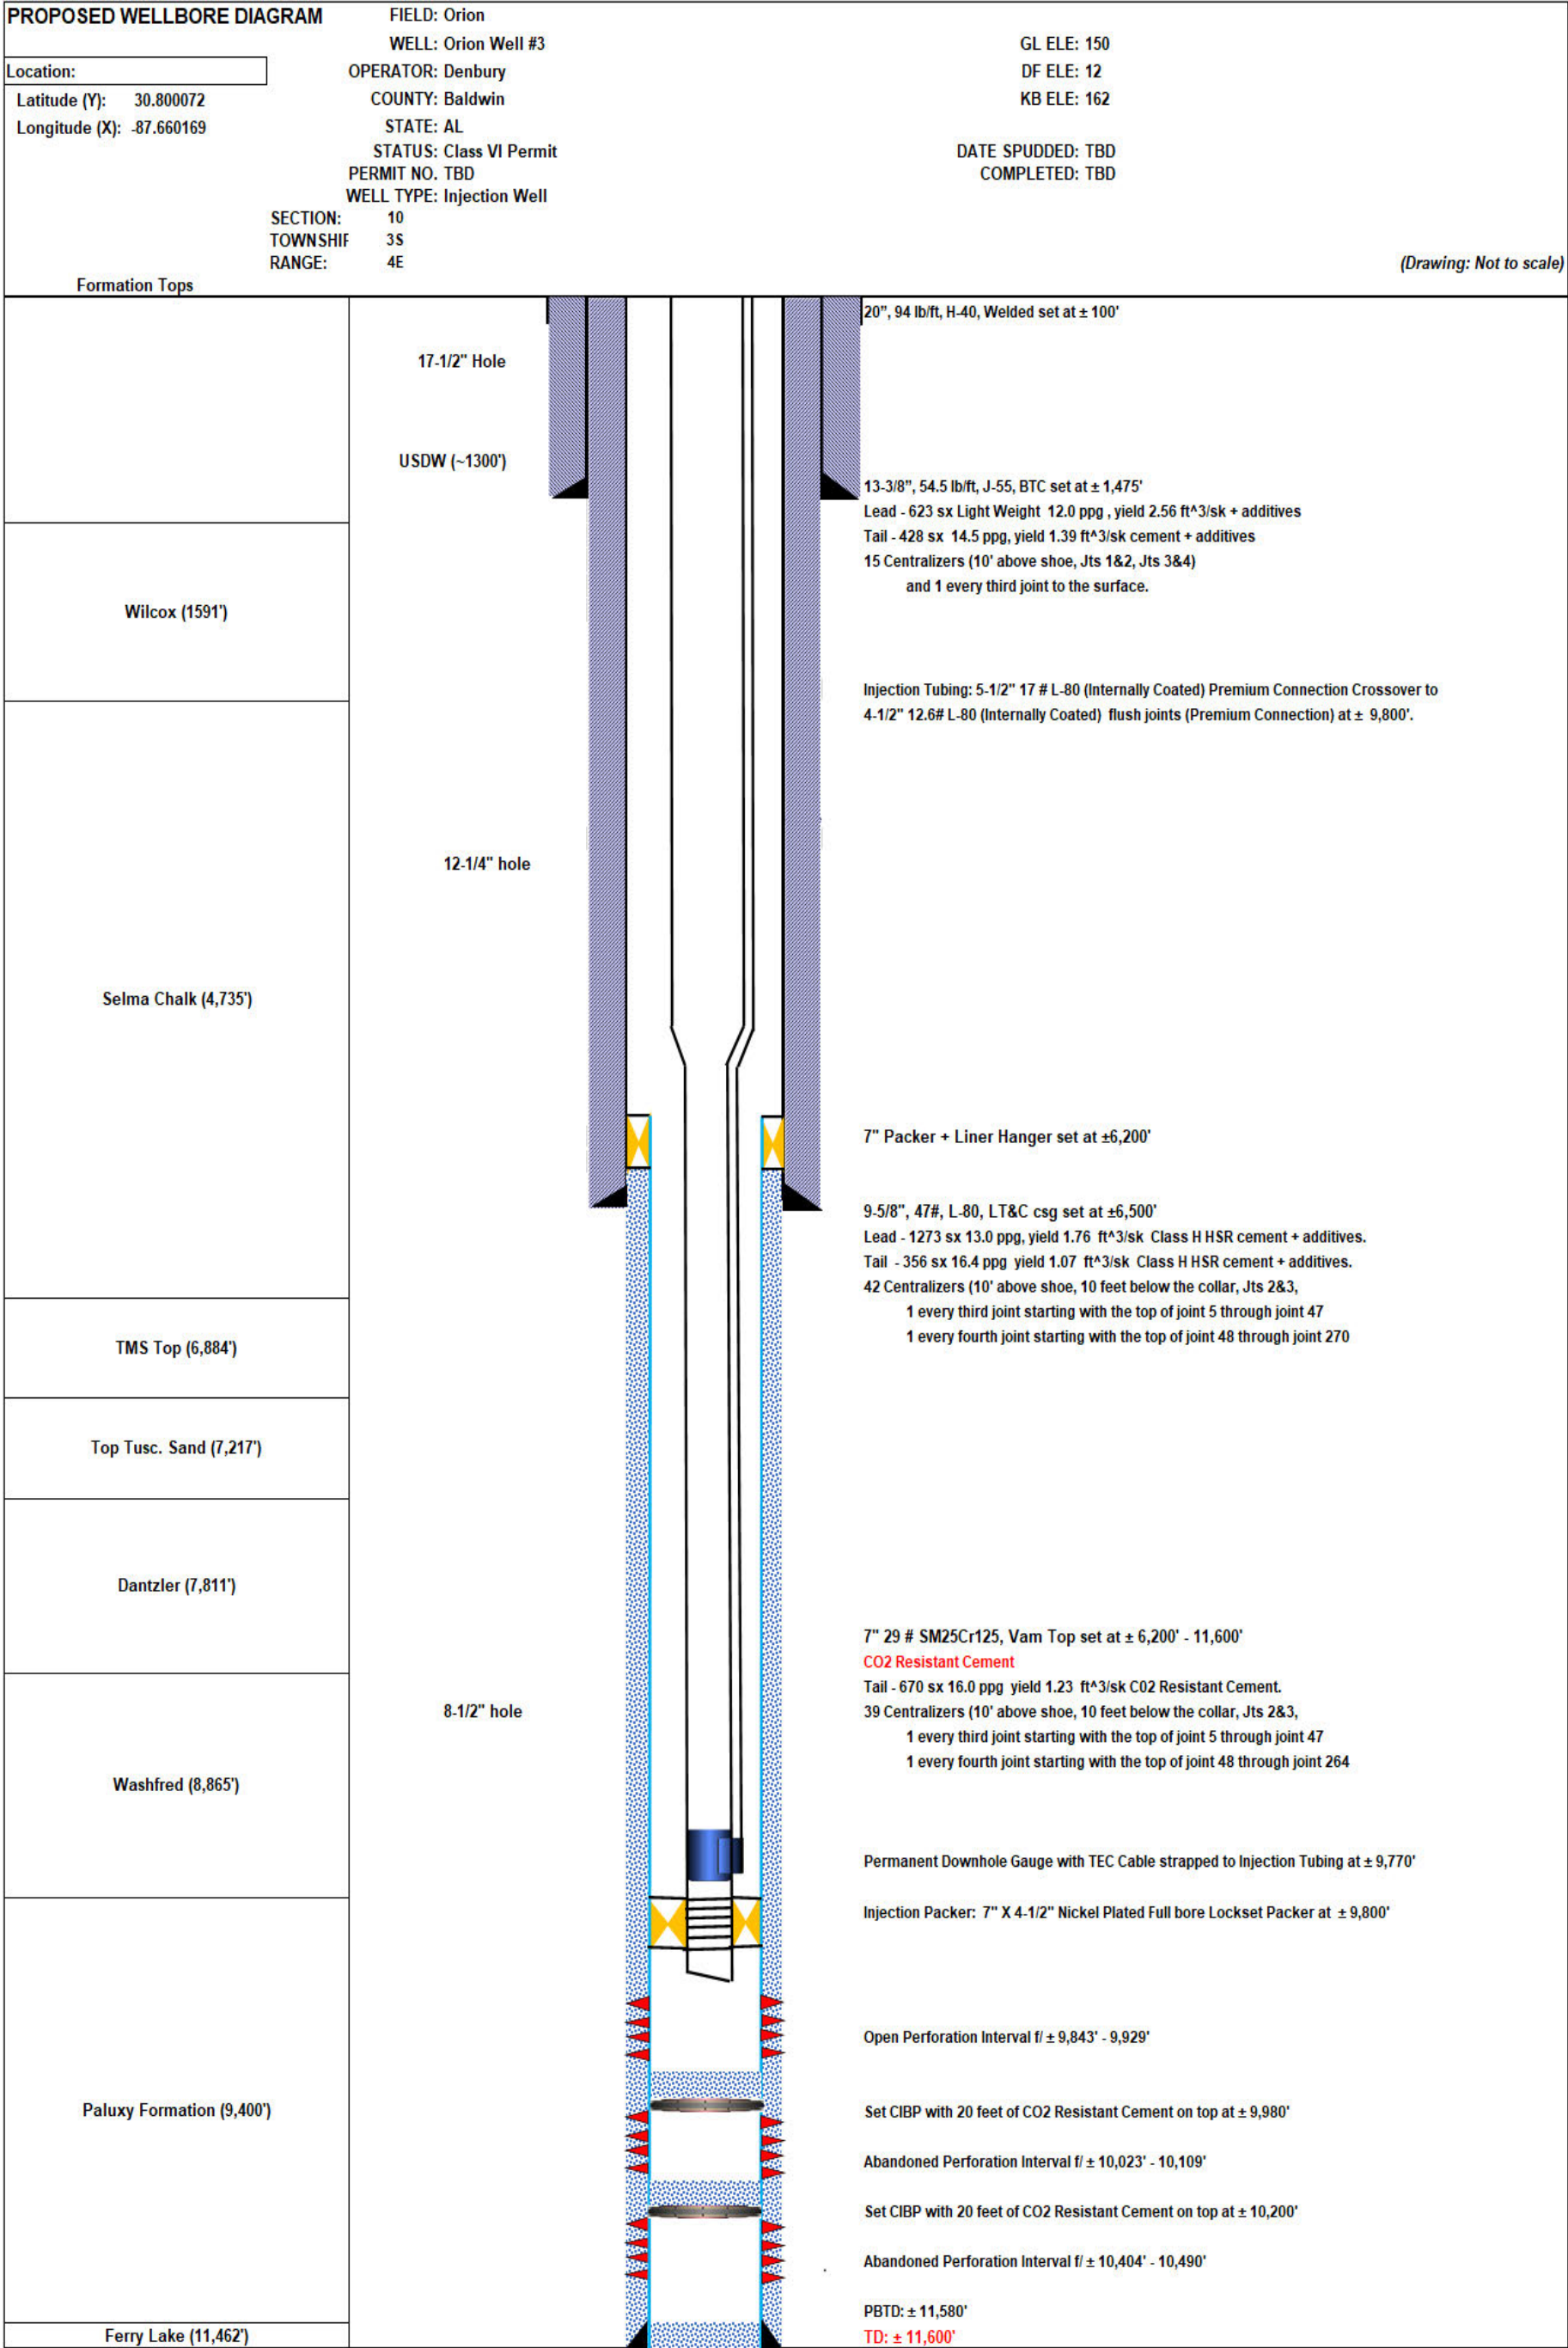 PROPOSED WELLBORE DIAGRAM
FIELD: Orion
WELL: Orion Well #3
GL ELE: 150
Location:
OPERATOR: Denbury
DF ELE: 12
Latitude (Y): 30.800072
COUNTY: Baldwin
KB ELE: 162
Longitude (X): -87.660169
STATE: AL
STATUS: Class VI Permit
DATE SPUDDED: TBD
PERMIT NO. TBD
COMPLETED: TBD
WELL TYPE: Injection Well
SECTION: 10
TOWNSHIF 3S
RANGE: 4E
(Drawing: Not to scale)
Formation Tops
20”, 94 lb/ft, H-40, Welded set at ± 100'
17-1/2" Hole
USDW (~1300')
13-3/8”, 54.5 lb/ft, J-55, BTC set at ± 1,475'
Lead - 623 sx Light Weight 12.0 ppg , yield 2.56 ft^3/sk + additives
Tail - 428 sx 14.5 ppg, yield 1.39 ft^3/sk cement + additives
15 Centralizers (10' above shoe, Jts 1&2, Jts 3&4)
and 1 every third joint to the surface.
Wilcox (1591')
Injection Tubing: 5-1/2" 17 # L-80 (Internally Coated) Premium Connection Crossover to
4-1/2" 12.6# L-80 (Internally Coated) flush joints (Premium Connection) at ± 9,800'.
12-1/4" hole
Selma Chalk (4,735')
7" Packer + Liner Hanger set at ±6,200'
9-5/8", 47#, L-80, LT&C csg set at ±6,500'
Lead - 1273 sx 13.0 ppg, yield 1.76 ft^3/sk Class H HSR cement + additives.
Tail - 356 sx 16.4 ppg yield 1.07 ft^3/sk Class H HSR cement + additives.
42 Centralizers (10' above shoe, 10 feet below the collar, Jts 2&3,
1 every third joint starting with the top of joint 5 through joint 47
1 every fourth joint starting with the top of joint 48 through joint 270
TMS Top (6,884')
Top Tusc. Sand (7,217')
Dantzler (7,811')
7" 29 # SM25Cr125, Vam Top set at ± 6,200' - 11,600'
CO2 Resistant Cement
Tail - 670 sx 16.0 ppg yield 1.23 ft^3/sk C02 Resistant Cement.
39 Centralizers (10' above shoe, 10 feet below the collar, Jts 2&3,
1 every third joint starting with the top of joint 5 through joint 47
1 every fourth joint starting with the top of joint 48 through joint 264
8-1/2" hole
Washfred (8,865')
Permanent Downhole Gauge with TEC Cable strapped to Injection Tubing at ± 9,770'
Injection Packer: 7" X 4-1/2" Nickel Plated Full bore Lockset Packer at ± 9,800'
Open Perforation Interval f/ ± 9,843' - 9,929'
Paluxy Formation (9,400')
Set CIBP with 20 feet of CO2 Resistant Cement on top at ± 9,980'
Abandoned Perforation Interval f/ ± 10,023' - 10,109'
Set CIBP with 20 feet of CO2 Resistant Cement on top at ± 10,200'
Abandoned Perforation Interval f/ ± 10,404' - 10,490'
PBTD: ± 11,580'
Ferry Lake (11,462')
TD: ± 11,600'